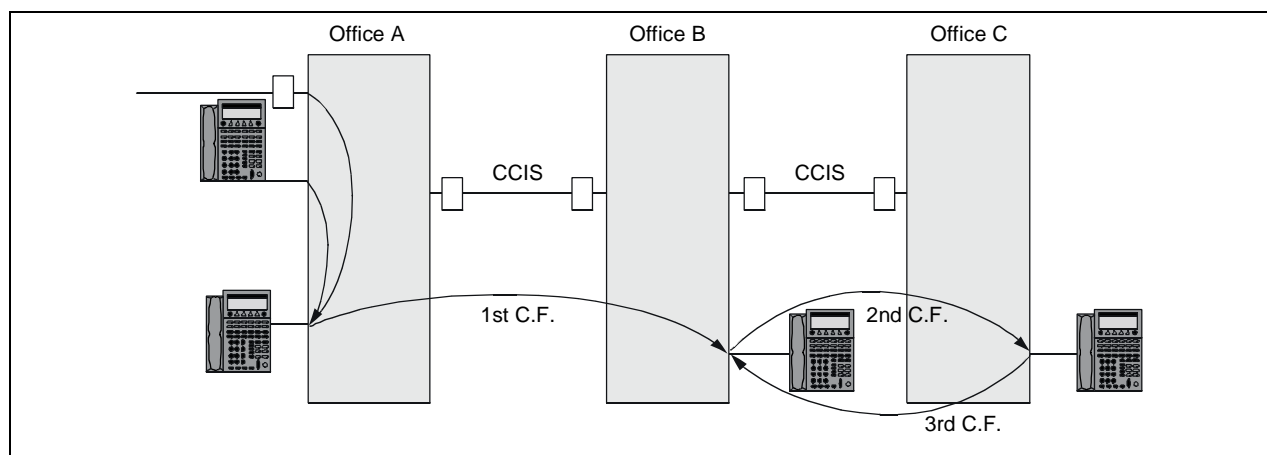 Office A
Office B
Office C
CCIS
CCIS
1st C.F.
2nd C.F.
3rd C.F.